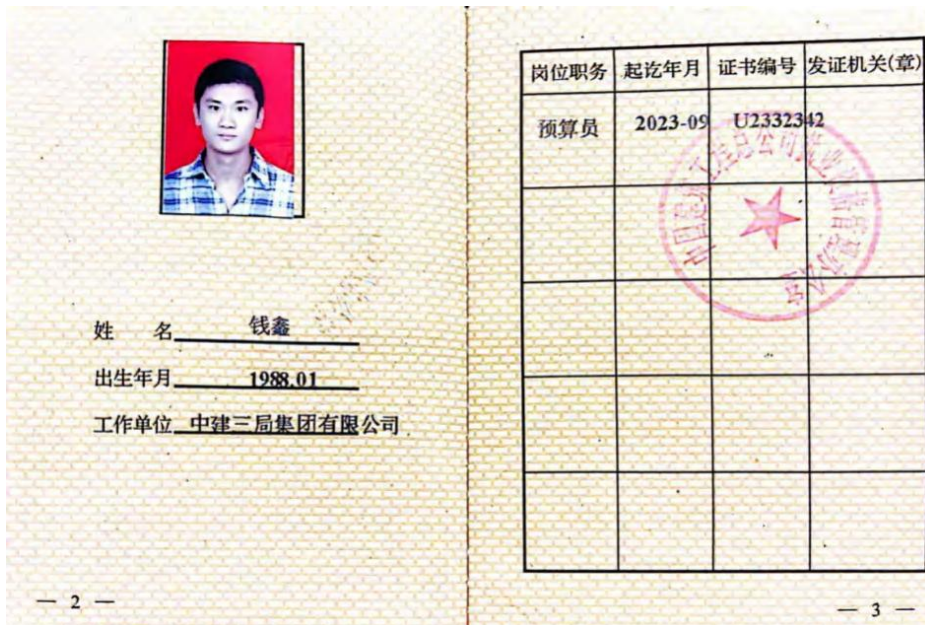 姓 名 钱鑫
出生年月 1988.01
工作单位 中建三局集团有限公司
— 2 —
岗位职务 起讫年月 证书编号 发证机关(章)
预算员 2023-09 U2332342
— 3 —